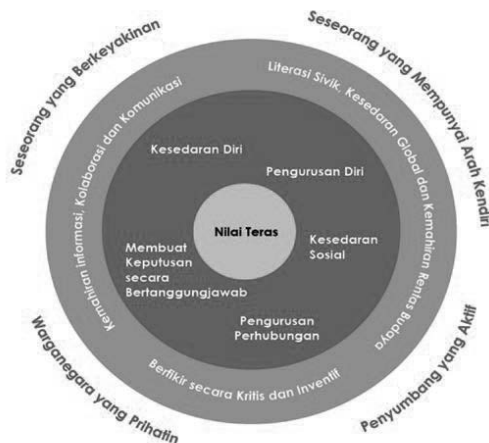 Seseorang yang Berkeyakinan
Seseorang yang Mempunyai Arah Kendiri
Kemahiran Informasi, Kolaborasi dan Komunikasi
Literasi Sivik, Kesedaran Global dan Kemahiran Rentas Budaya
Kesedaran Diri
Pengurusan Diri
Nilai Teras
Kesedaran
Sosial
Membuat
Keputusan
secara
Bertanggungjawab
Pengurusan
Perhubungan
Berfikir secara Kritis dan Inventif
Warganegara yang Prihatin
Penyumbang yang Aktif